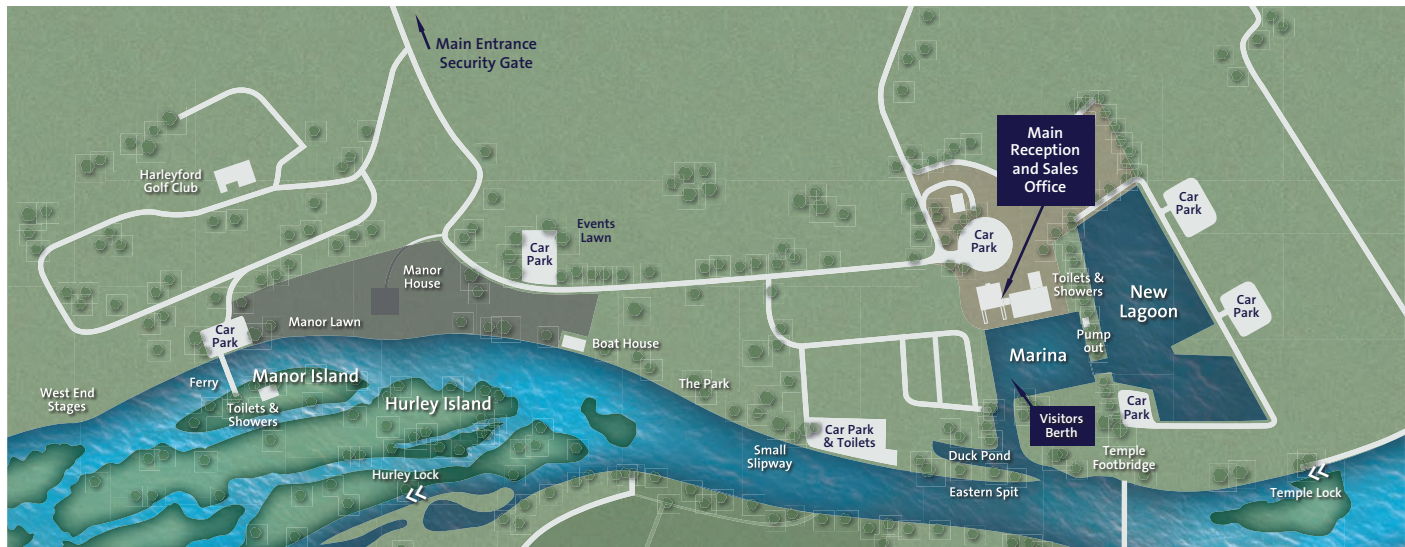 Main Entrance
Security Gate
Main
Reception
and Sales
Office
Harleyford
Golf Club
Car
Park
Events
Lawn
Car
Park
Car
Park
Manor
House
Toilets &
Showers
New
Lagoon
Car
Park
Manor Lawn
Car
Park
Boat House
Pump
out
Marina
Ferry
Manor Island
The Park
West End
Stages
Toilets &
Showers
Hurley Island
Car
Park
Visitors
Berth
Car Park
& Toilets
Small
Slipway
Duck Pond
Temple
Footbridge
Hurley Lock
Eastern Spit
Temple Lock